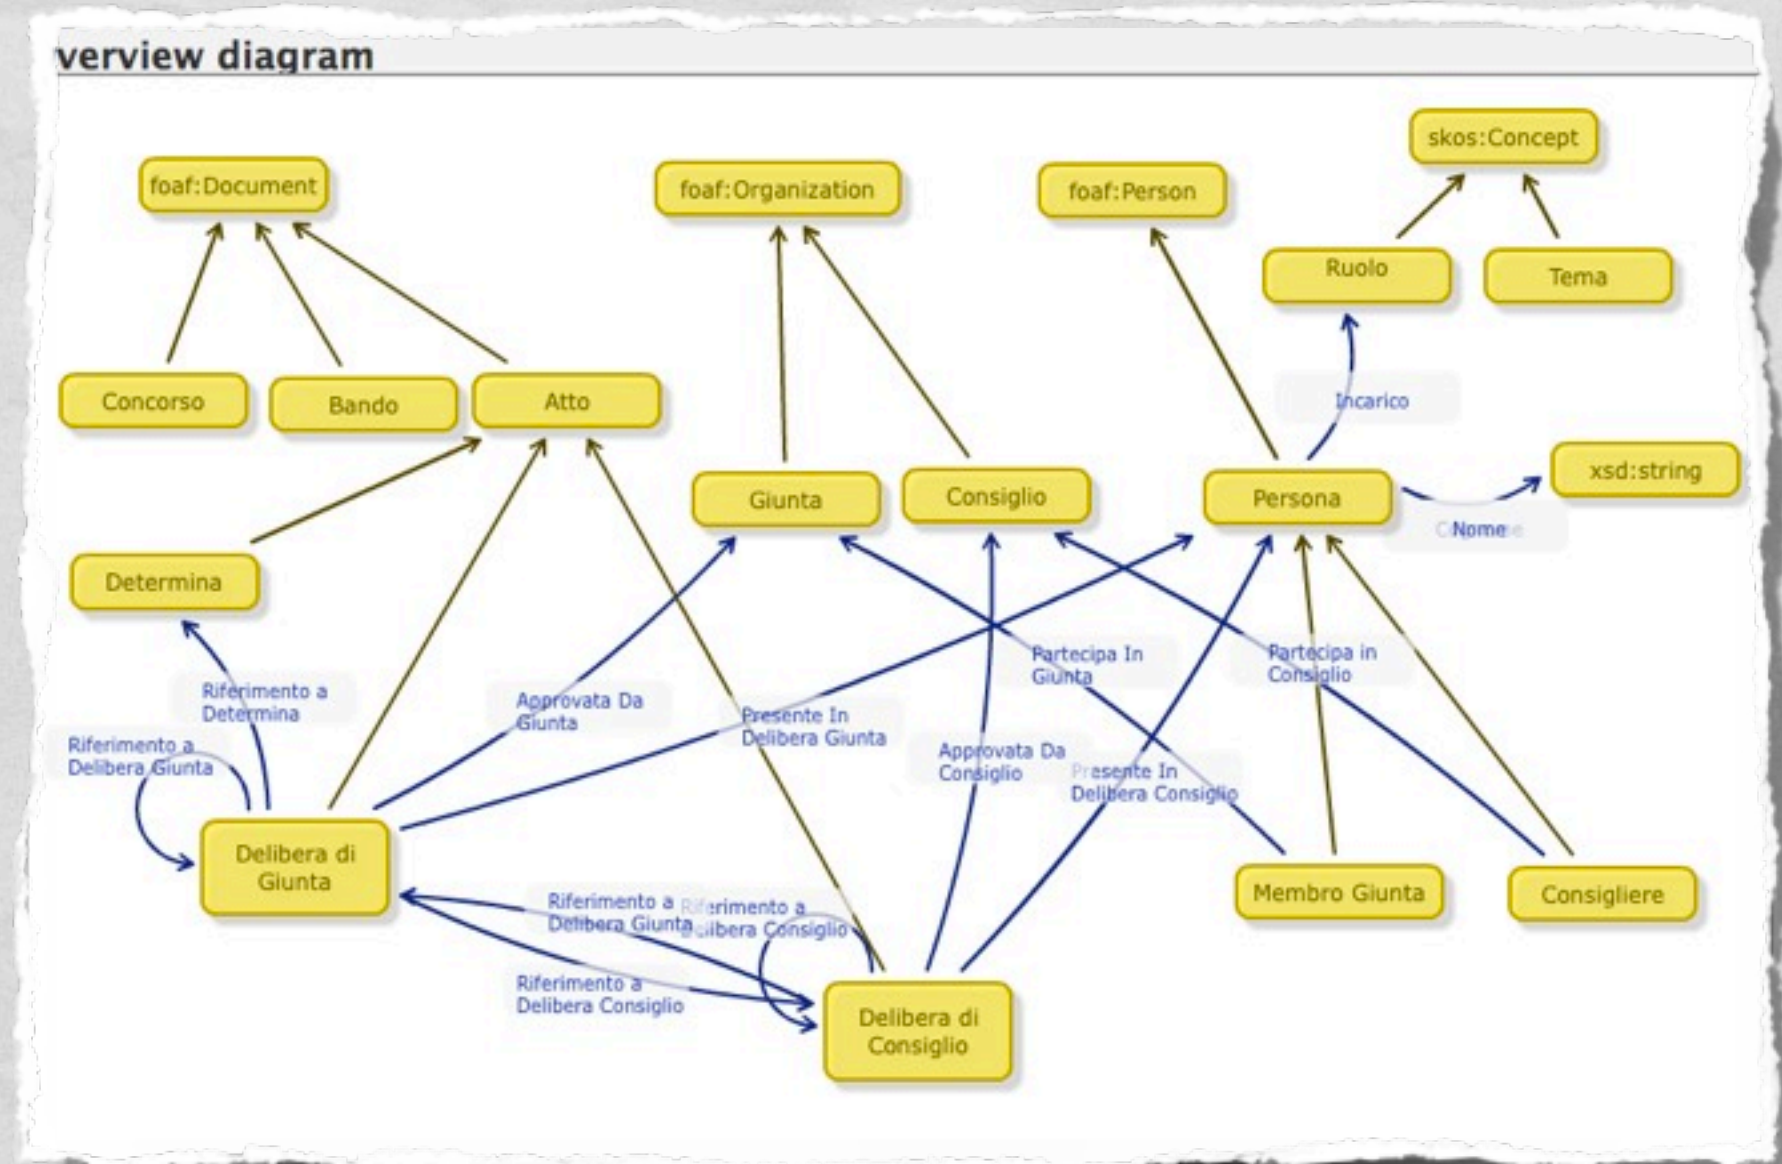 verview diagram
skos:Concept
foaf:Document
foaf:Organization
foaf:Person
Ruolo
Tema
Concorso
Bando
Atto
Incarico
Giunta
Consiglio
Persona
xsd:string
Nome
Determina
Riferimento a
Determina
Approvata Da
Giunta
Presente In
Delibera Giunta
Partecipa In
Giunta
Partecipa in
Consiglio
Riferimento a
Delibera Giunta
Approvata Da
Consiglio
Presente In
Delibera Consiglio
Delibera di
Giunta
Membro Giunta
Consigliere
Riferimento a
Delibera Giunta
Riferimento a
Delibera Consiglio
Riferimento a
Delibera Consiglio
Delibera di
Consiglio